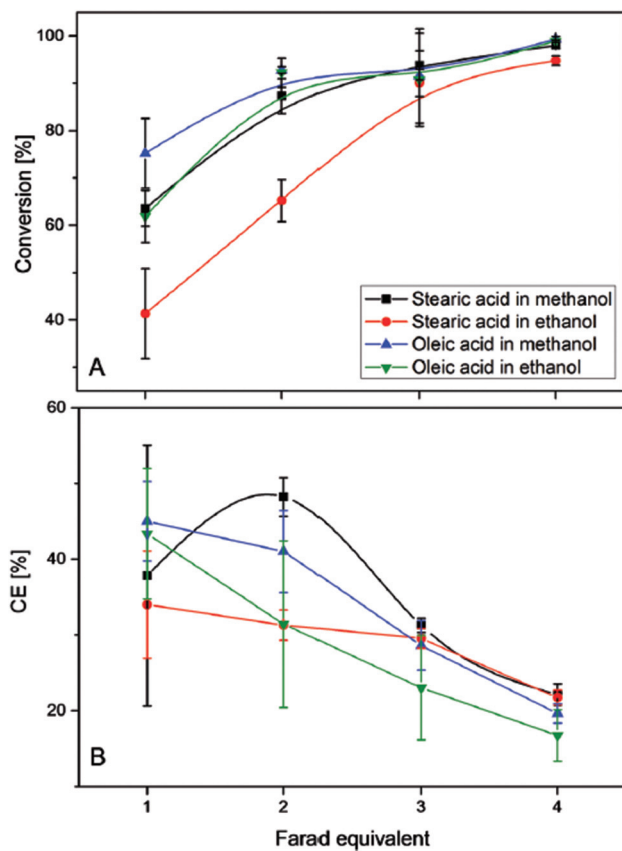 100
80
60
40
Conversion [%]
A
Stearic acid in methanol
Stearic acid in ethanol
Oleic acid in methanol
Oleic acid in ethanol
60
40
20
CE [%]
B
1 2 3 4
Farad equivalent